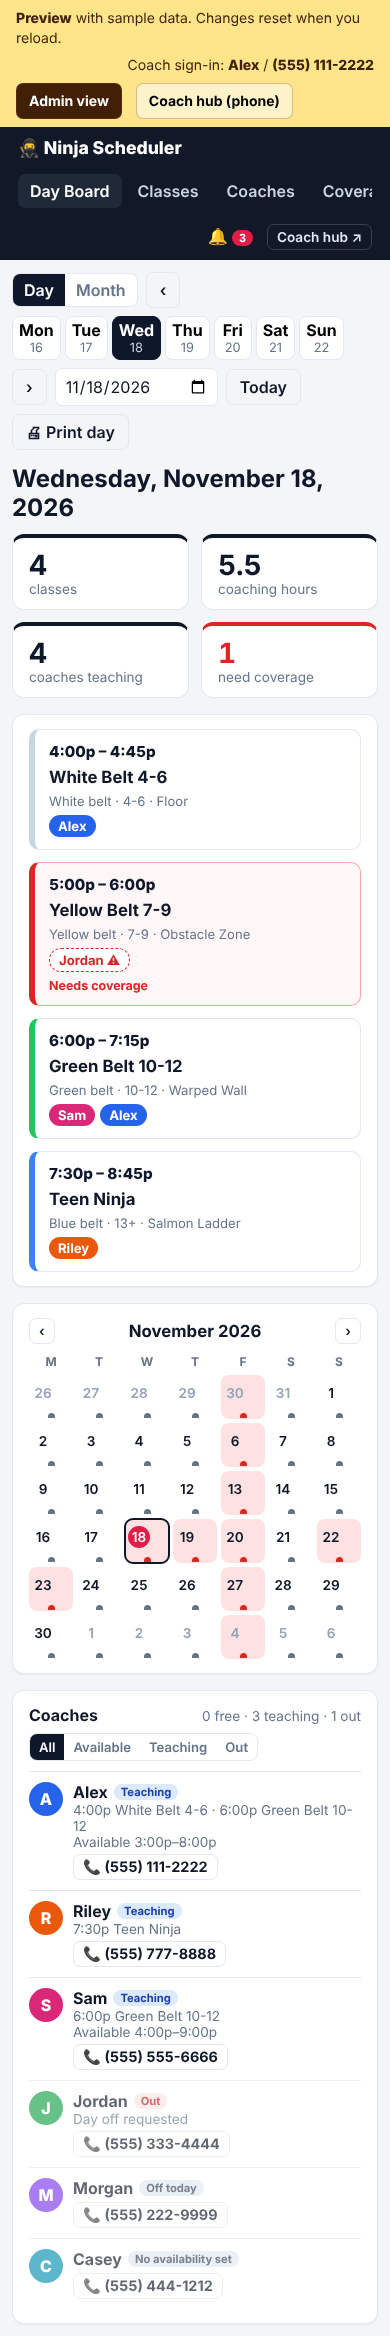 Preview with sample data. Changes reset when you
reload.
Coach sign-in: Alex / (555) 111-2222
Admin view Coach hub (phone)
Ninja Scheduler
Day Board Classes Coaches
3 Coach hub ↗
Day Month ‹
Mon Tue Wed Thu Fri Sat Sun
16 17 18 19 20 21 22
› 11/18/2026 Today
Print day
Wednesday, November 18,
2026
4 5.5
classes coaching hours
4 1
coaches teaching need coverage
4:00p – 4:45p
White Belt 4-6
White belt · 4-6 · Floor
Alex
5:00p – 6:00p
Yellow Belt 7-9
Yellow belt · 7-9 · Obstacle Zone
Jordan ⚠
Needs coverage
6:00p – 7:15p
Green Belt 10-12
Green belt · 10-12 · Warped Wall
Sam Alex
7:30p – 8:45p
Teen Ninja
Blue belt · 13+ · Salmon Ladder
Riley
‹ November 2026 ›
M T W T F S S
26 27 28 29 30 31 1
2 3 4 5 6 7 8
9 10 11 12 13 14 15
16 17 18 19 20 21 22
23 24 25 26 27 28 29
30 1 2 3 4 5 6
Coaches 0 free · 3 teaching · 1 out
All Available Teaching Out
A Alex Teaching
4:00p White Belt 4-6 · 6:00p Green Belt 10-
12
Available 3:00p–8:00p
(555) 111-2222
R Riley Teaching
7:30p Teen Ninja
(555) 777-8888
S Sam Teaching
6:00p Green Belt 10-12
Available 4:00p–9:00p
(555) 555-6666
J Jordan Out
Day off requested
(555) 333-4444
M Morgan Off today
(555) 222-9999
C Casey No availability set
(555) 444-1212